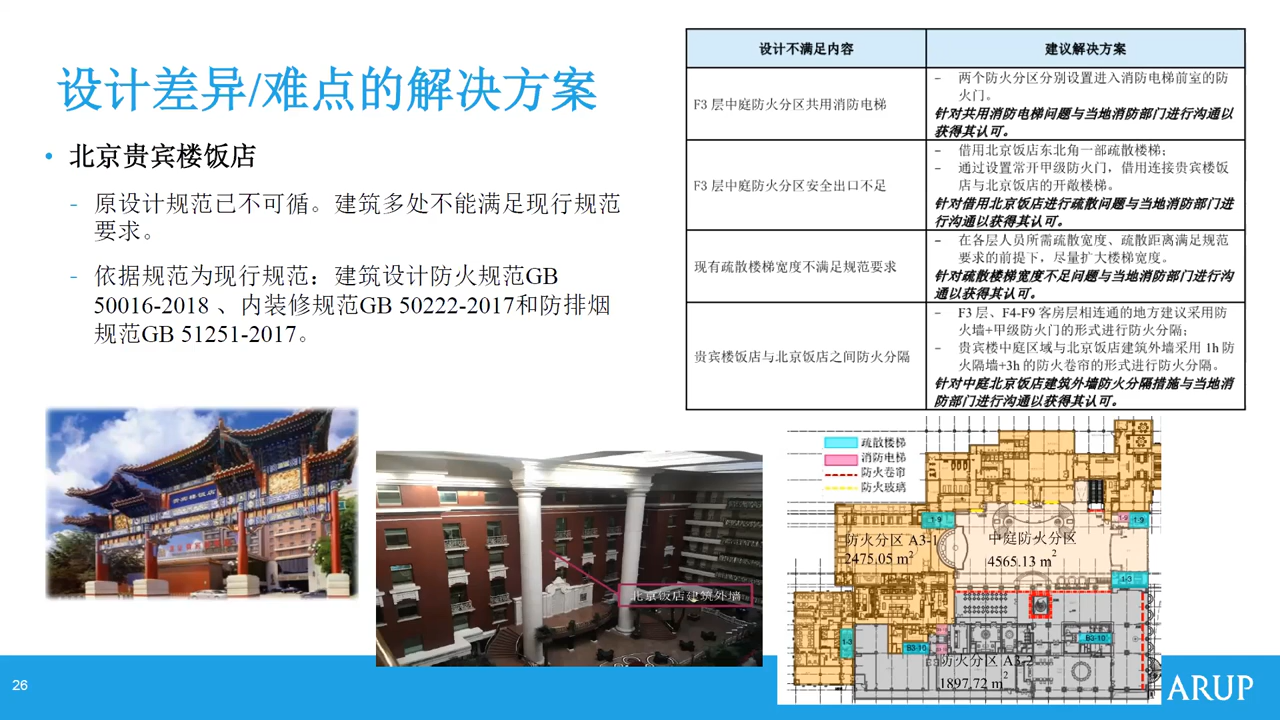 设计差异/难点的解决方案
• 北京贵宾楼饭店
- 原设计规范已不可循。建筑多处不能满足现行规范
要求。
- 依据规范为现行规范：建筑设计防火规范GB
50016-2018 、内装修规范GB 50222-2017和防排烟
规范GB 51251-2017。
设计不满足内容
建议解决方案
F3 层中庭防火分区共用消防电梯
- 两个防火分区分别设置进入消防电梯前室的防
火门。
针对共用消防电梯问题与当地消防部门进行沟通以
获得其认可。
F3 层中庭防火分区安全出口不足
- 借用北京饭店东北角一部疏散楼梯；
- 通过设置常开甲级防火门，借用连接贵宾楼饭
店与北京饭店的开敞楼梯。
针对借用北京饭店进行疏散问题与当地消防部门进
行沟通以获得其认可。
现有疏散楼梯宽度不满足规范要求
- 在各层人员所需疏散宽度、疏散距离满足规范
要求的前提下，尽量扩大楼梯宽度。
针对疏散楼梯宽度不足问题与当地消防部门进行沟
通以获得其认可。
贵宾楼饭店与北京饭店之间防火分隔
- F3 层、F4-F9 客房层相连通的地方建议采用防
火墙+甲级防火门的形式进行防火分隔；
- 贵宾楼中庭区域与北京饭店建筑外墙采用 1h 防
火隔墙+3h 的防火卷帘的形式进行防火分隔。
针对中庭北京饭店建筑外墙防火分隔措施与当地消
防部门进行沟通以获得其认可。
贵宾楼饭店
北京饭店建筑外墙
疏散楼梯
消防电梯
防火卷帘
防火玻璃
1-9
1-9
1-9
防火分区 A3-1
2475.05 m²
中庭防火分区
4565.13 m²
1-3
1-3
B3-10
B3-10
防火分区 A3-2
1897.72 m²
26
ARUP